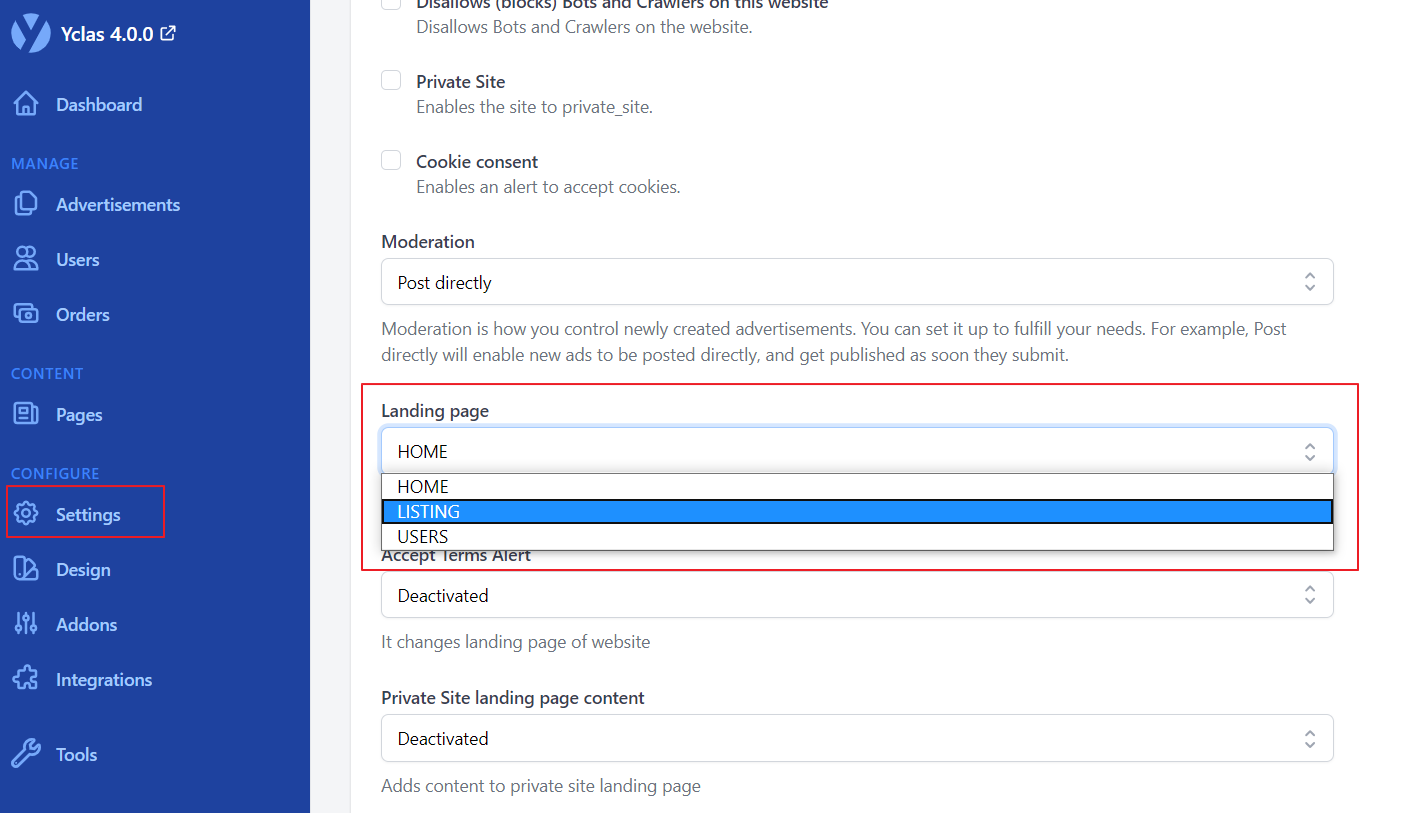 Yclas 4.0.0
Dashboard
MANAGE
Advertisements
Users
Orders
CONTENT
Pages
CONFIGURE
Settings
Design
Addons
Integrations
Tools
Disallows (blocks) Bots and Crawlers on this website
Disallows Bots and Crawlers on the website.
Private Site
Enables the site to private_site.
Cookie consent
Enables an alert to accept cookies.
Moderation
Post directly
Moderation is how you control newly created advertisements. You can set it up to fulfill your needs. For example, Post
directly will enable new ads to be posted directly, and get published as soon they submit.
Landing page
HOME
HOME
LISTING
USERS
Accept Terms Alert
Deactivated
It changes landing page of website
Private Site landing page content
Deactivated
Adds content to private site landing page